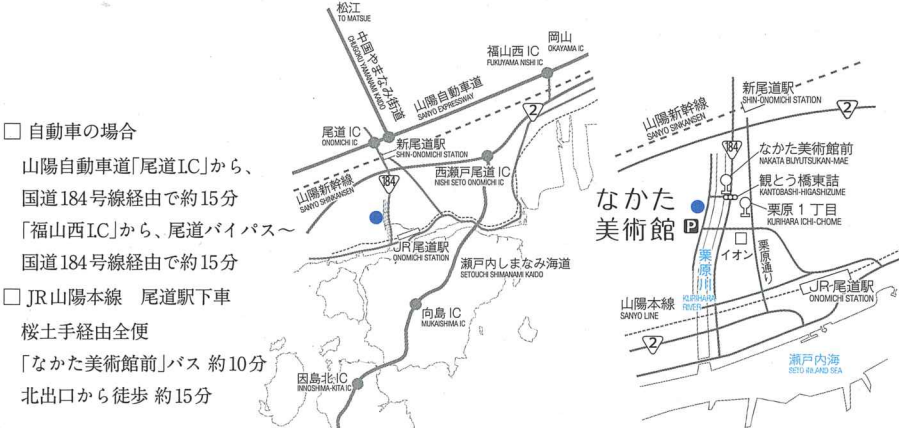 □ 自動車の場合
山陽自動車道「尾道I.C」から、
国道184号線経由で約15分
「福山西I.C」から、尾道バイパス〜
国道184号線経由で約15分
□ JR山陽本線　尾道駅下車
桜土手経由全便
「なかた美術館前」バス 約10分
北出口から徒歩 約15分
松江
TO MATSUE
中国やまなみ街道
CHUGOKU YAMANAMI KAIDO
岡山
OKAYAMA IC
福山西 IC
FUKUYAMA NISHI IC
山陽自動車道
SANYO EXPRESSWAY
2
尾道 IC
ONOMICHI IC
新尾道駅
SHIN-ONOMICHI STATION
西瀬戸尾道 IC
NISHI SETO ONOMICHI IC
山陽新幹線
SANYO SHINKANSEN
184
JR尾道駅
ONOMICHI STATION
瀬戸内しまなみ海道
SETOUCHI SHIMANAMI KAIDO
向島 IC
MUKAISHIMA IC
因島北 IC
INNOSHIMA-KITA IC
新尾道駅
SHIN-ONOMICHI STATION
2
山陽新幹線
SANYO SINKANSEN
184
なかた美術館前
NAKATA BIJYUTSUKAN-MAE
観とう橋東詰
KANTOBASHI-HIGASHIZUME
栗原 1 丁目
KURIHARA ICHI-CHOME
なかた
美術館
P
イオン
栗原通り
栗原川
KURIHARA
RIVER
JR尾道駅
ONOMICHI STATION
山陽本線
SANYO LINE
2
瀬戸内海
SETO INLAND SEA